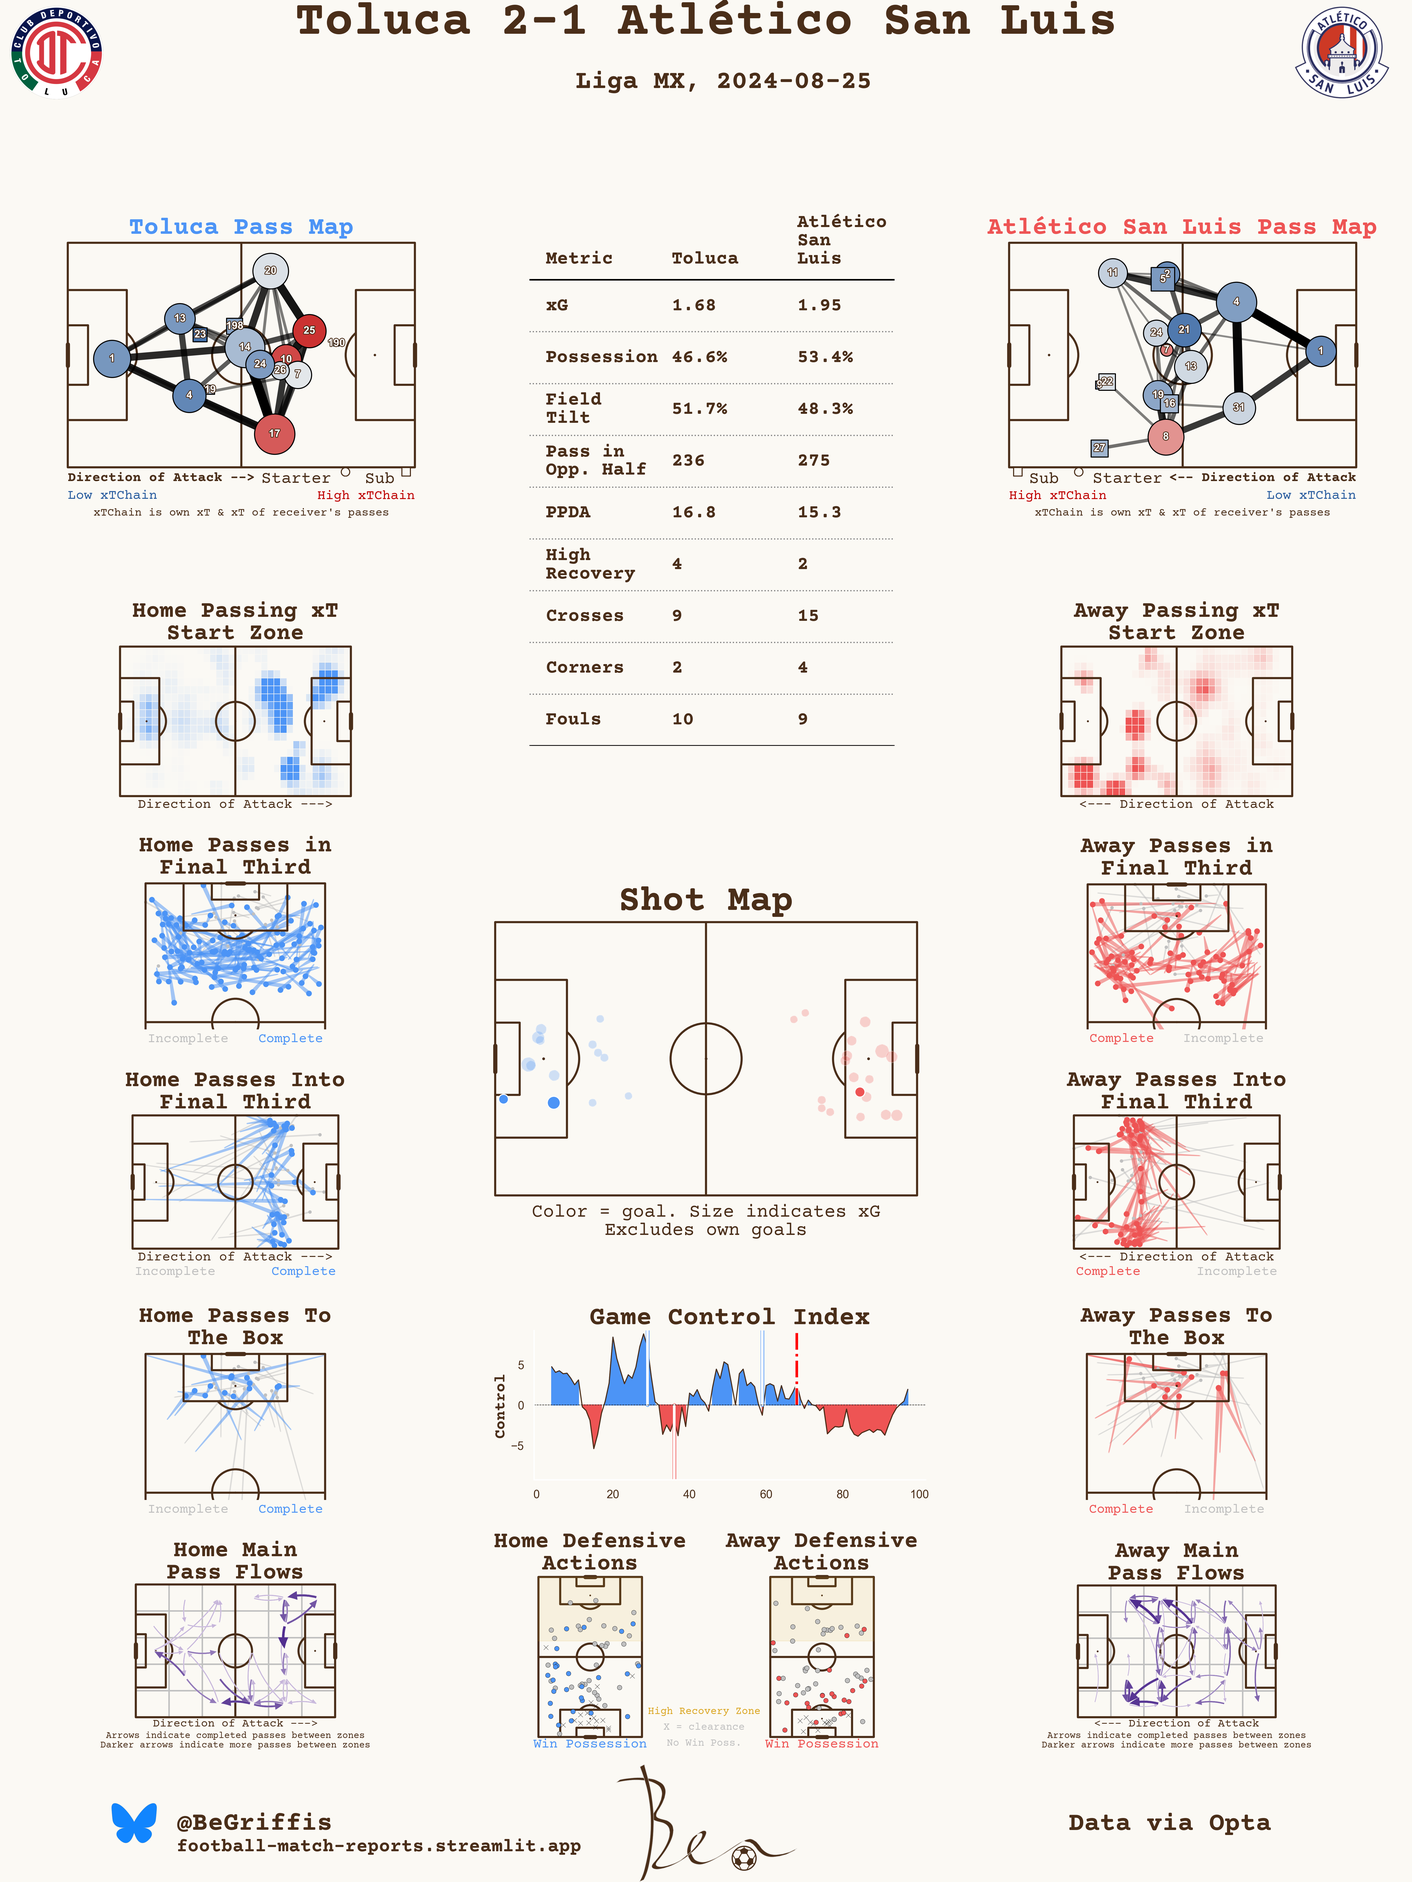 Toluca 2-1 Atlético San Luis
Liga MX, 2024-08-25
CLUB DEPORTIVO
TOLUCA
ATLÉTICO
SAN LUIS
Toluca Pass Map
20
13
23
198
25
190
14
1
24
10
26
7
4
19
17
Direction of Attack --> Starter Sub
Low xTChain High xTChain
xTChain is own xT & xT of receiver's passes
Metric Toluca Atlético
San
Luis
xG 1.68 1.95
Possession 46.6% 53.4%
Field
Tilt 51.7% 48.3%
Pass in
Opp. Half 236 275
PPDA 16.8 15.3
High
Recovery 4 2
Crosses 9 15
Corners 2 4
Fouls 10 9
Atlético San Luis Pass Map
11
2
5
4
24
21
7
1
13
22
19
16
31
8
27
Sub Starter <-- Direction of Attack
High xTChain Low xTChain
xTChain is own xT & xT of receiver's passes
Home Passing xT
Start Zone
Direction of Attack --->
Away Passing xT
Start Zone
<--- Direction of Attack
Home Passes in
Final Third
Incomplete Complete
Away Passes in
Final Third
Complete Incomplete
Shot Map
Color = goal. Size indicates xG
Excludes own goals
Home Passes Into
Final Third
Direction of Attack --->
Incomplete Complete
Away Passes Into
Final Third
<--- Direction of Attack
Complete Incomplete
Home Passes To
The Box
Incomplete Complete
Game Control Index
Control
5
0
−5
0 20 40 60 80 100
Away Passes To
The Box
Complete Incomplete
Home Main
Pass Flows
Direction of Attack --->
Arrows indicate completed passes between zones
Darker arrows indicate more passes between zones
Home Defensive
Actions
Win Possession
Away Defensive
Actions
Win Possession
High Recovery Zone
X = clearance
No Win Poss.
Away Main
Pass Flows
<--- Direction of Attack
Arrows indicate completed passes between zones
Darker arrows indicate more passes between zones
@BeGriffis
football-match-reports.streamlit.app
Ben
Data via Opta